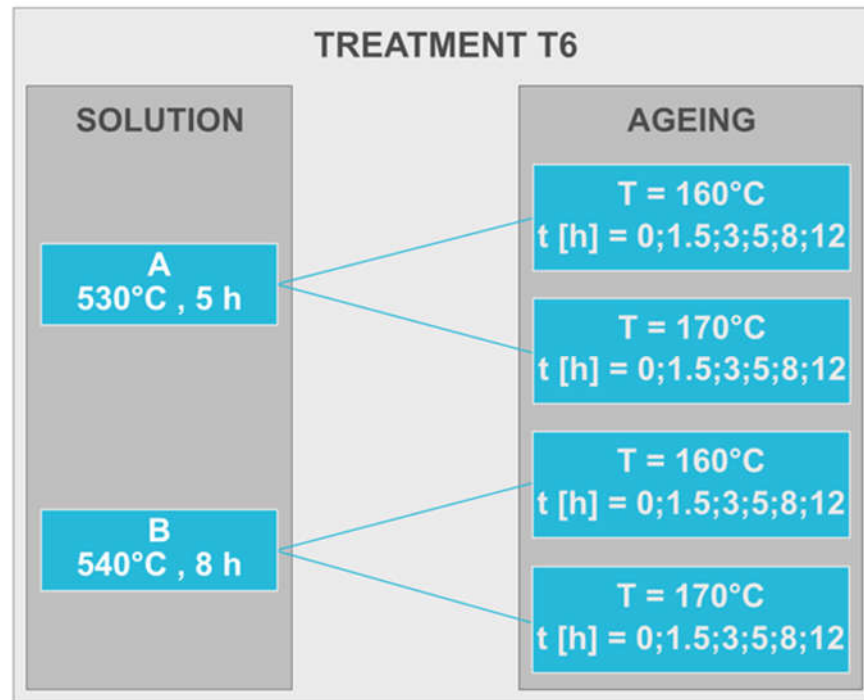 TREATMENT T6
SOLUTION
A
530°C , 5 h
B
540°C , 8 h
AGEING
T = 160°C
t [h] = 0;1.5;3;5;8;12
T = 170°C
t [h] = 0;1.5;3;5;8;12
T = 160°C
t [h] = 0;1.5;3;5;8;12
T = 170°C
t [h] = 0;1.5;3;5;8;12